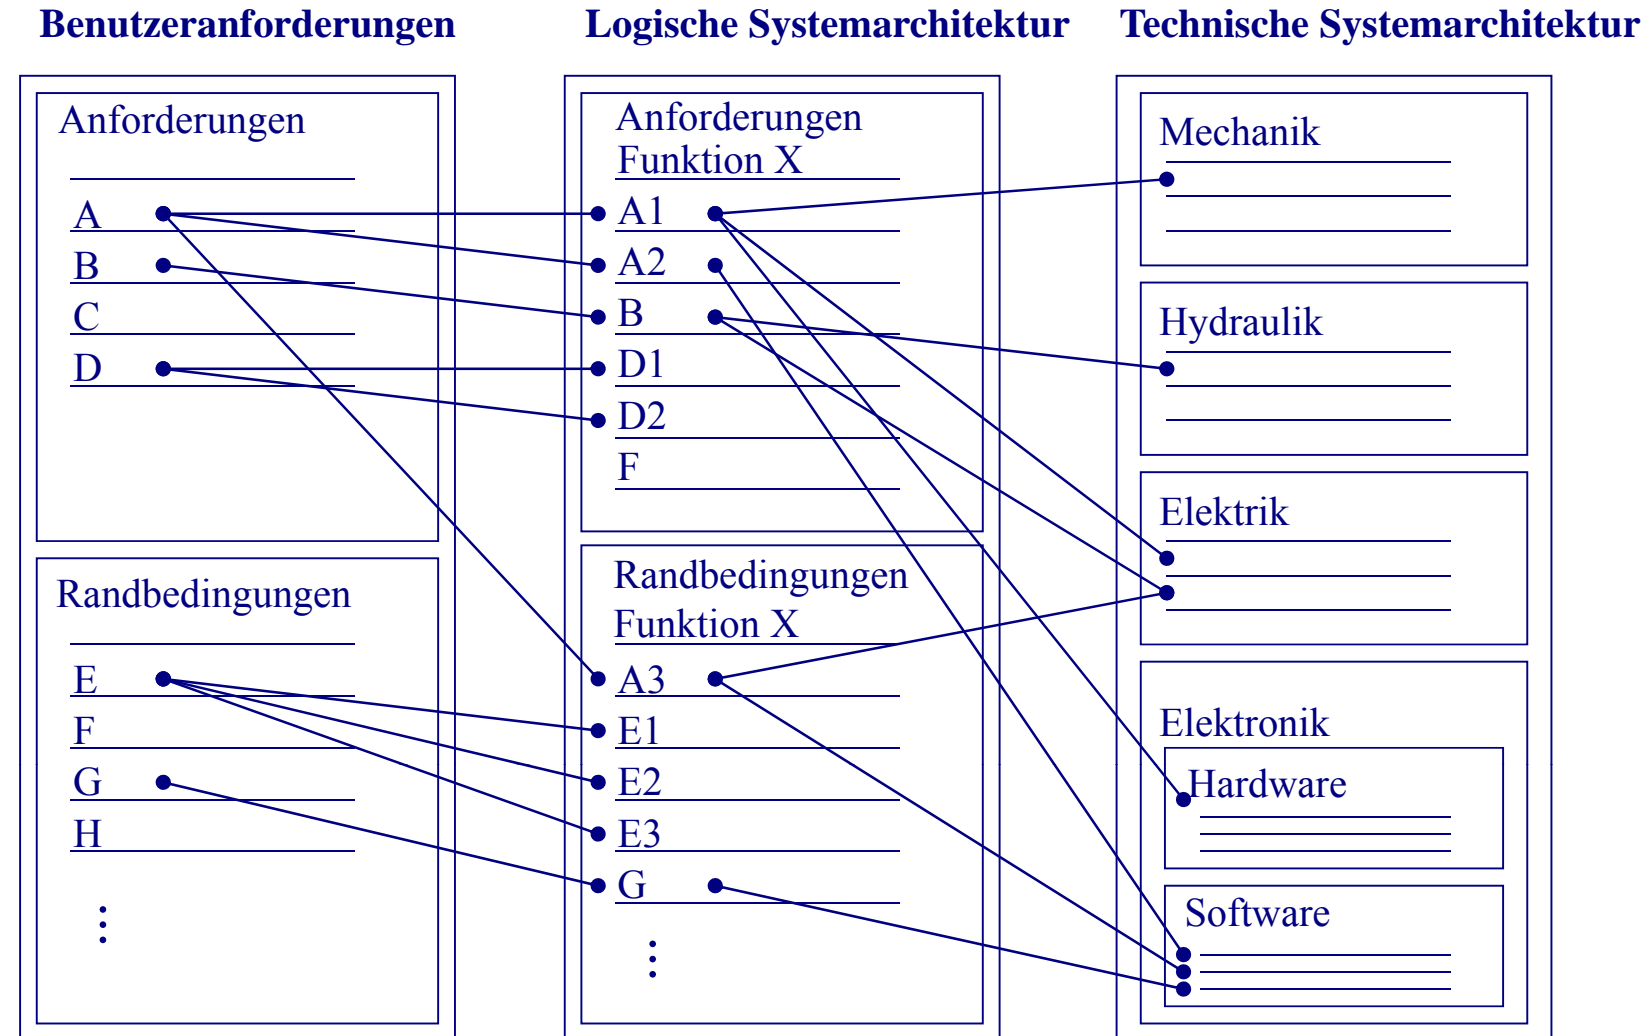 Benutzeranforderungen
Logische Systemarchitektur
Technische Systemarchitektur
Anforderungen
A
B
C
D
Randbedingungen
E
F
G
H
⋮
Anforderungen
Funktion X
A1
A2
B
D1
D2
F
Randbedingungen
Funktion X
A3
E1
E2
E3
G
⋮
Mechanik
Hydraulik
Elektrik
Elektronik
Hardware
Software